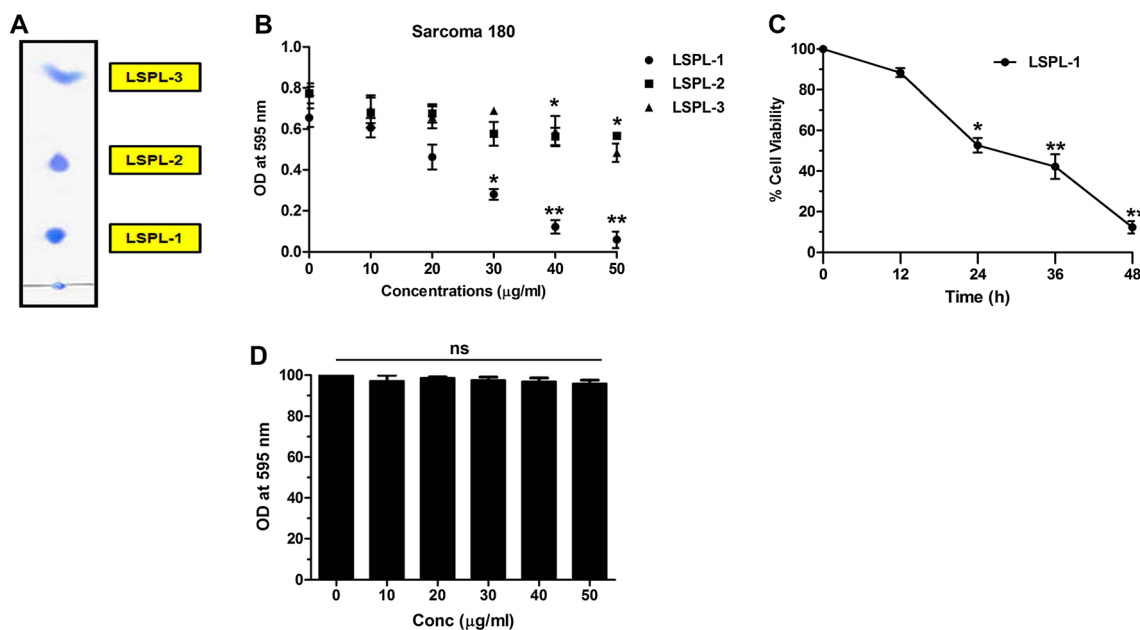 A
LSPL-3
LSPL-2
LSPL-1
B
Sarcoma 180
1.0
0.8
0.6
0.4
0.2
0.0
OD at 595 nm
0 10 20 30 40 50
Concentrations (μg/ml)
LSPL-1
LSPL-2
LSPL-3
*
**
**
*
*
C
100
80
60
40
20
0
% Cell Viability
0 12 24 36 48
Time (h)
LSPL-1
*
**
**
D
ns
100
80
60
40
20
0
OD at 595 nm
0 10 20 30 40 50
Conc (μg/ml)